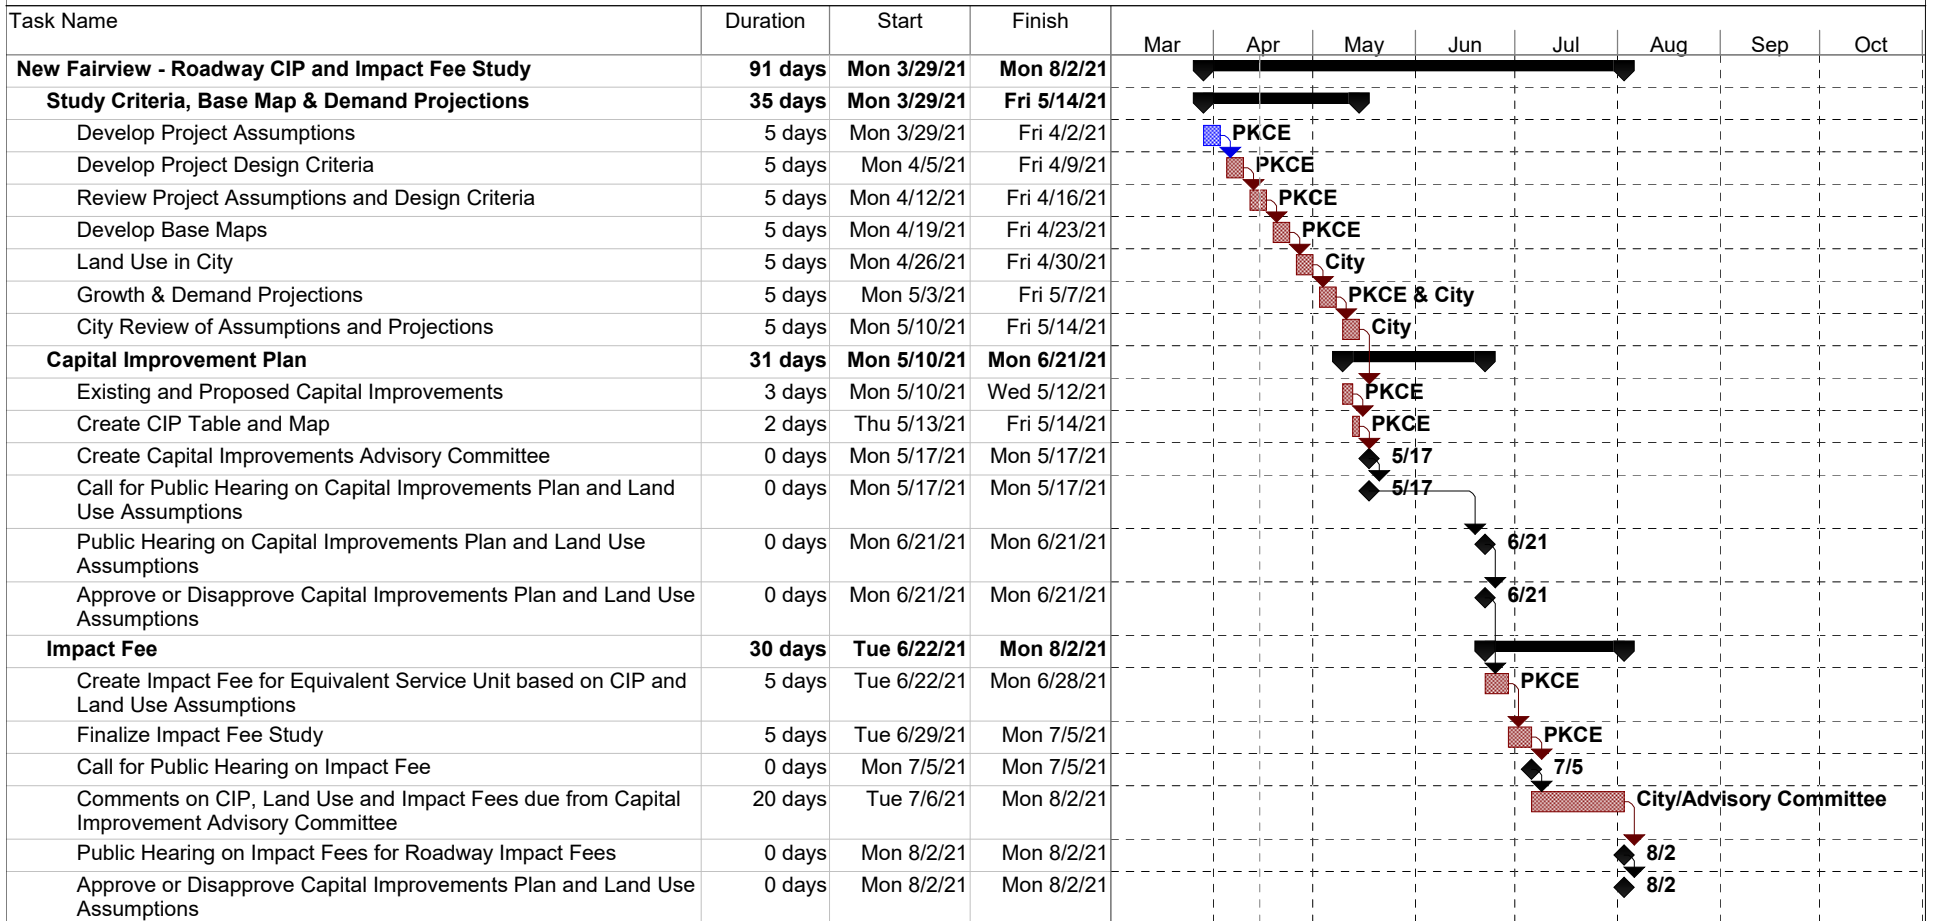 Task Name Duration Start Finish
Mar Apr May Jun Jul Aug Sep Oct
New Fairview - Roadway CIP and Impact Fee Study 91 days Mon 3/29/21 Mon 8/2/21
Study Criteria, Base Map & Demand Projections 35 days Mon 3/29/21 Fri 5/14/21
Develop Project Assumptions 5 days Mon 3/29/21 Fri 4/2/21 PKCE
Develop Project Design Criteria 5 days Mon 4/5/21 Fri 4/9/21 PKCE
Review Project Assumptions and Design Criteria 5 days Mon 4/12/21 Fri 4/16/21 PKCE
Develop Base Maps 5 days Mon 4/19/21 Fri 4/23/21 PKCE
Land Use in City 5 days Mon 4/26/21 Fri 4/30/21 City
Growth & Demand Projections 5 days Mon 5/3/21 Fri 5/7/21 PKCE & City
City Review of Assumptions and Projections 5 days Mon 5/10/21 Fri 5/14/21 City
Capital Improvement Plan 31 days Mon 5/10/21 Mon 6/21/21
Existing and Proposed Capital Improvements 3 days Mon 5/10/21 Wed 5/12/21 PKCE
Create CIP Table and Map 2 days Thu 5/13/21 Fri 5/14/21 PKCE
Create Capital Improvements Advisory Committee 0 days Mon 5/17/21 Mon 5/17/21 5/17
Call for Public Hearing on Capital Improvements Plan and Land 0 days Mon 5/17/21 Mon 5/17/21 5/17
Use Assumptions
Public Hearing on Capital Improvements Plan and Land Use 0 days Mon 6/21/21 Mon 6/21/21 6/21
Assumptions
Approve or Disapprove Capital Improvements Plan and Land Use 0 days Mon 6/21/21 Mon 6/21/21 6/21
Assumptions
Impact Fee 30 days Tue 6/22/21 Mon 8/2/21
Create Impact Fee for Equivalent Service Unit based on CIP and 5 days Tue 6/22/21 Mon 6/28/21 PKCE
Land Use Assumptions
Finalize Impact Fee Study 5 days Tue 6/29/21 Mon 7/5/21 PKCE
Call for Public Hearing on Impact Fee 0 days Mon 7/5/21 Mon 7/5/21 7/5
Comments on CIP, Land Use and Impact Fees due from Capital 20 days Tue 7/6/21 Mon 8/2/21 City/Advisory Committee
Improvement Advisory Committee
Public Hearing on Impact Fees for Roadway Impact Fees 0 days Mon 8/2/21 Mon 8/2/21 8/2
Approve or Disapprove Capital Improvements Plan and Land Use 0 days Mon 8/2/21 Mon 8/2/21 8/2
Assumptions